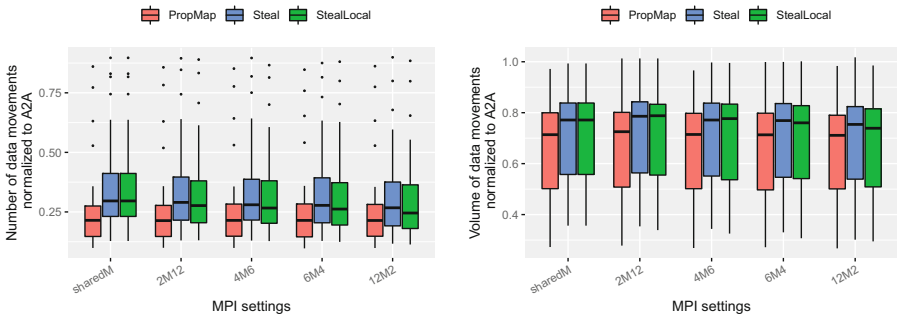 PropMap Steal StealLocal
Number of data movements
normalized to A2A
0.75
0.50
0.25
sharedM
2M12
4M6
6M4
12M2
MPI settings
PropMap Steal StealLocal
Volume of data movements
normalized to A2A
1.0
0.8
0.6
0.4
sharedM
2M12
4M6
6M4
12M2
MPI settings